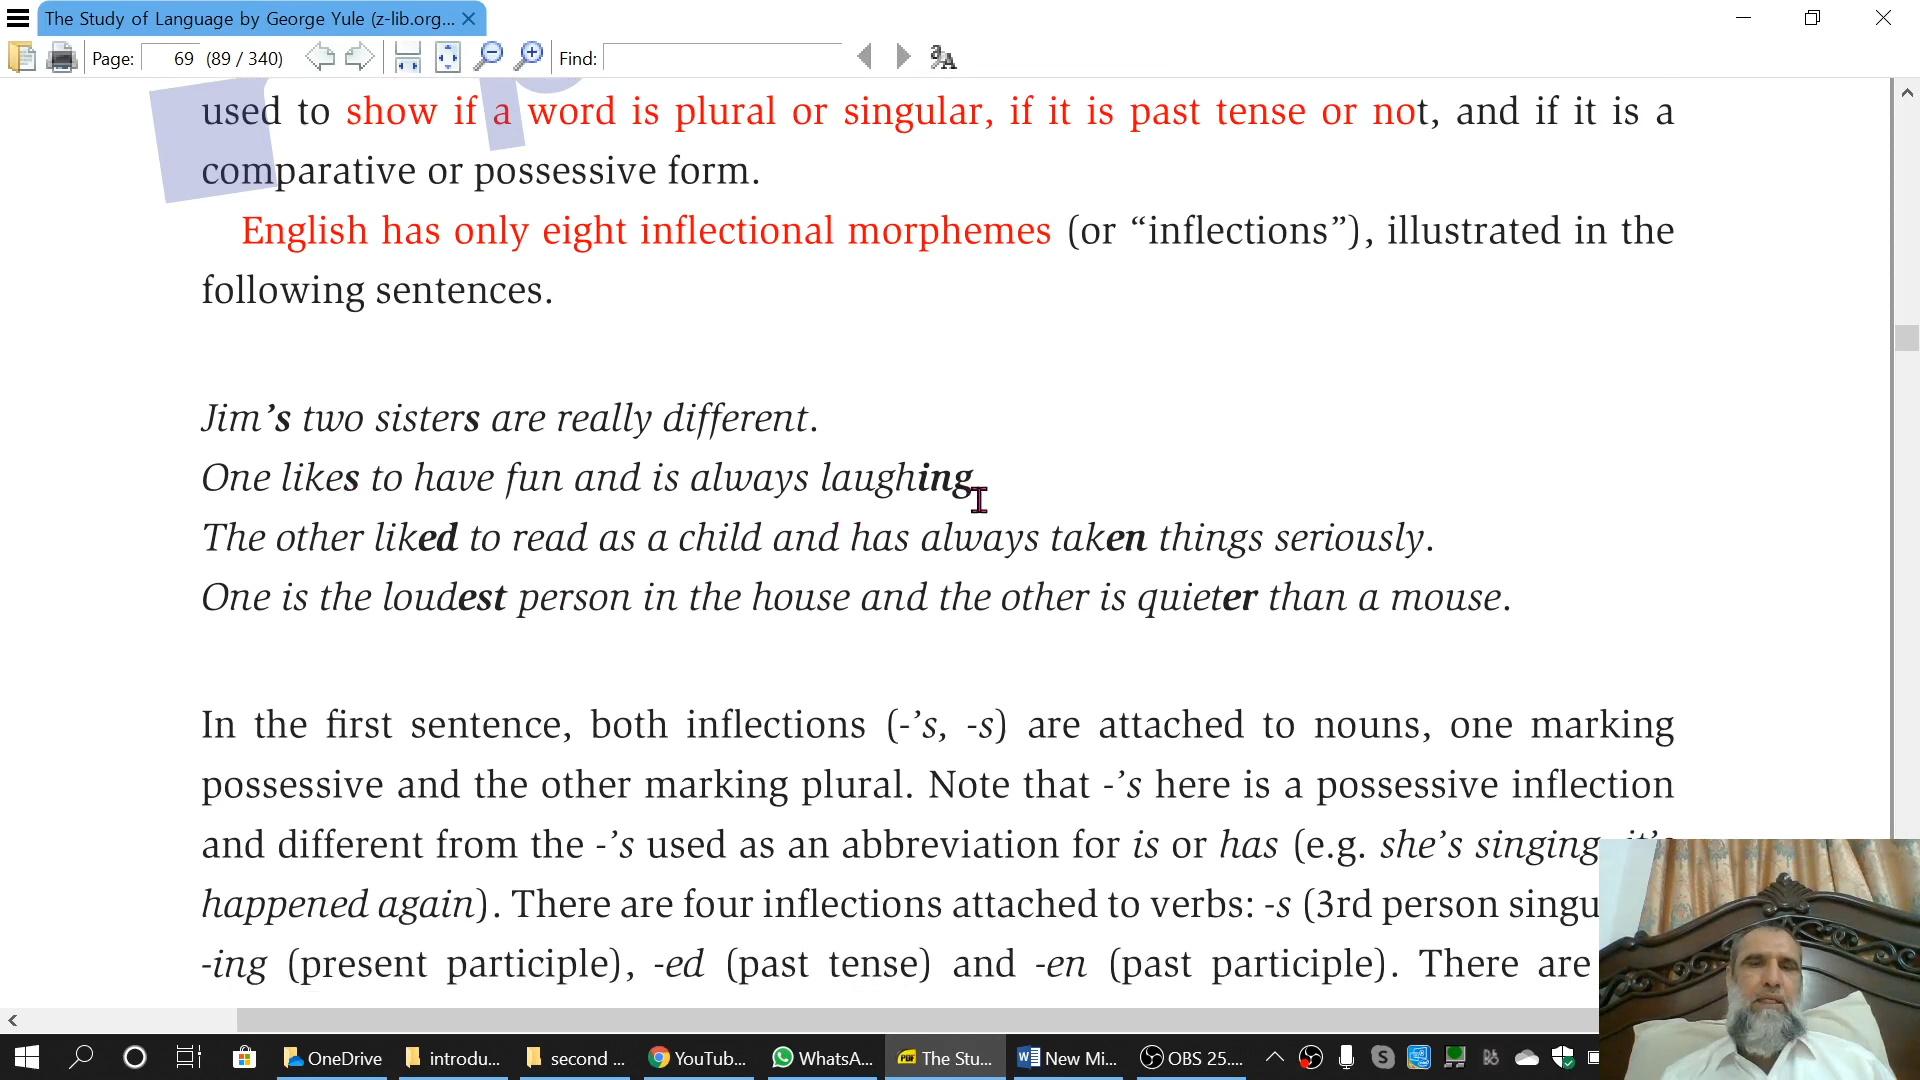 The Study of Language by George Yule (z-lib.org...
Page: 69 (89 / 340) Find:
used to show if a word is plural or singular, if it is past tense or not, and if it is a
comparative or possessive form.
English has only eight inflectional morphemes (or “inflections”), illustrated in the
following sentences.
Jim’s two sisters are really different.
One likes to have fun and is always laughing
The other liked to read as a child and has always taken things seriously.
One is the loudest person in the house and the other is quieter than a mouse.
In the first sentence, both inflections (-’s, -s) are attached to nouns, one marking
possessive and the other marking plural. Note that -’s here is a possessive inflection
and different from the -’s used as an abbreviation for is or has (e.g. she’s singing, it’s
happened again). There are four inflections attached to verbs: -s (3rd person singu
-ing (present participle), -ed (past tense) and -en (past participle). There are
OneDrive introdu... second ... YouTub... WhatsA... The Stu... New Mi... OBS 25....